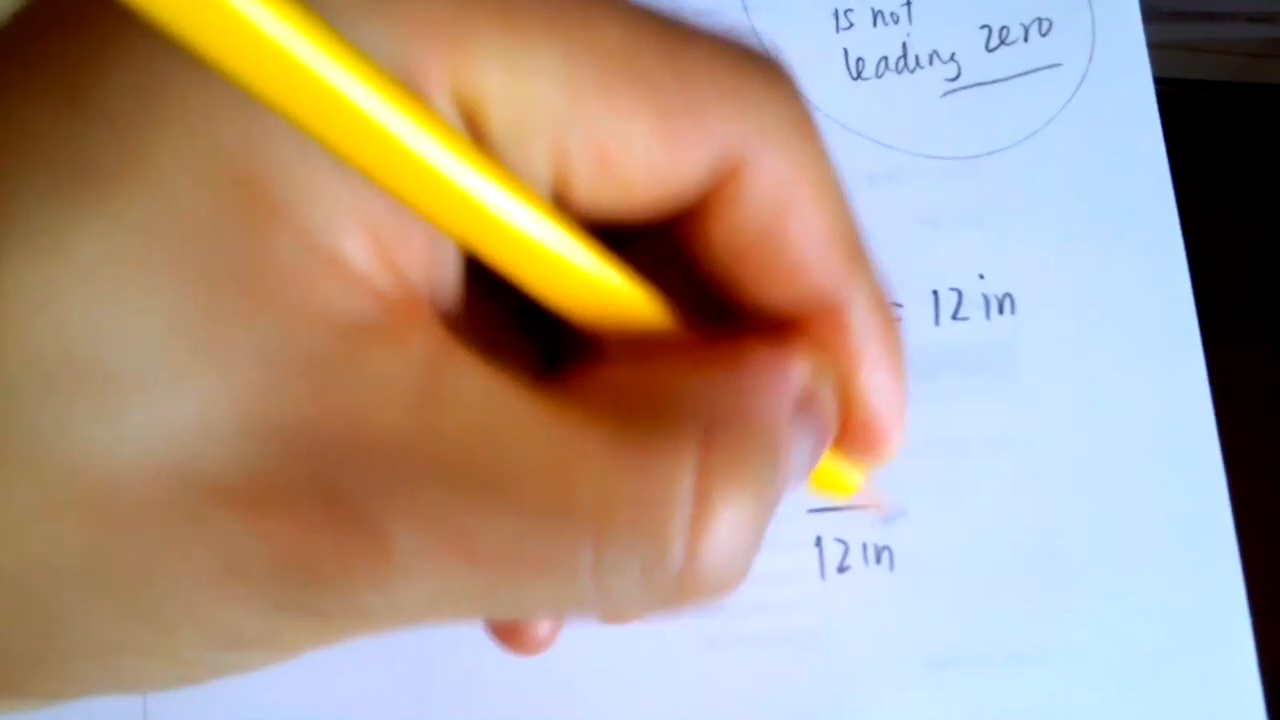 is not
leading zero
= 12 in
12 in